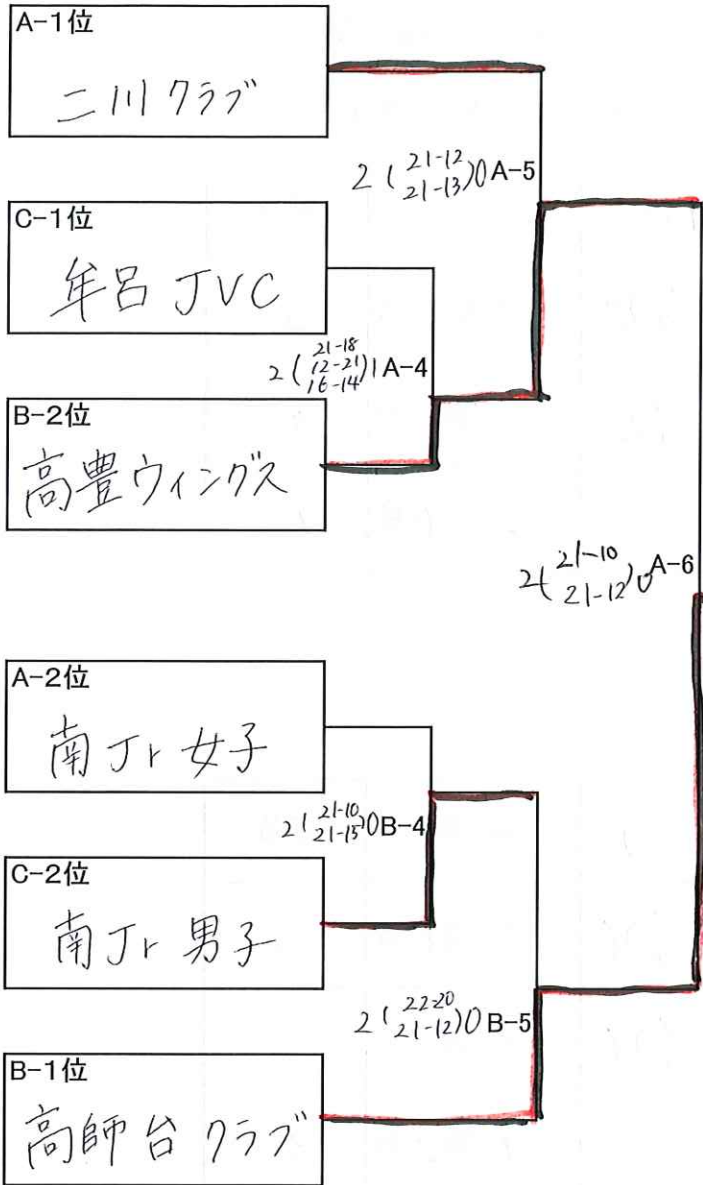 A-1位
二川クラブ
21-12
2( )0 A-5
21-13
C-1位
牟呂 JVC
21-18
2( 12-21 )1 A-4
16-14
B-2位
高豊ウィングス
21-10
2( )0 A-6
21-12
A-2位
南Jr 女子
21-10
2( )0 B-4
21-15
C-2位
南Jr 男子
22-20
2( )0 B-5
21-12
B-1位
高師台クラブ